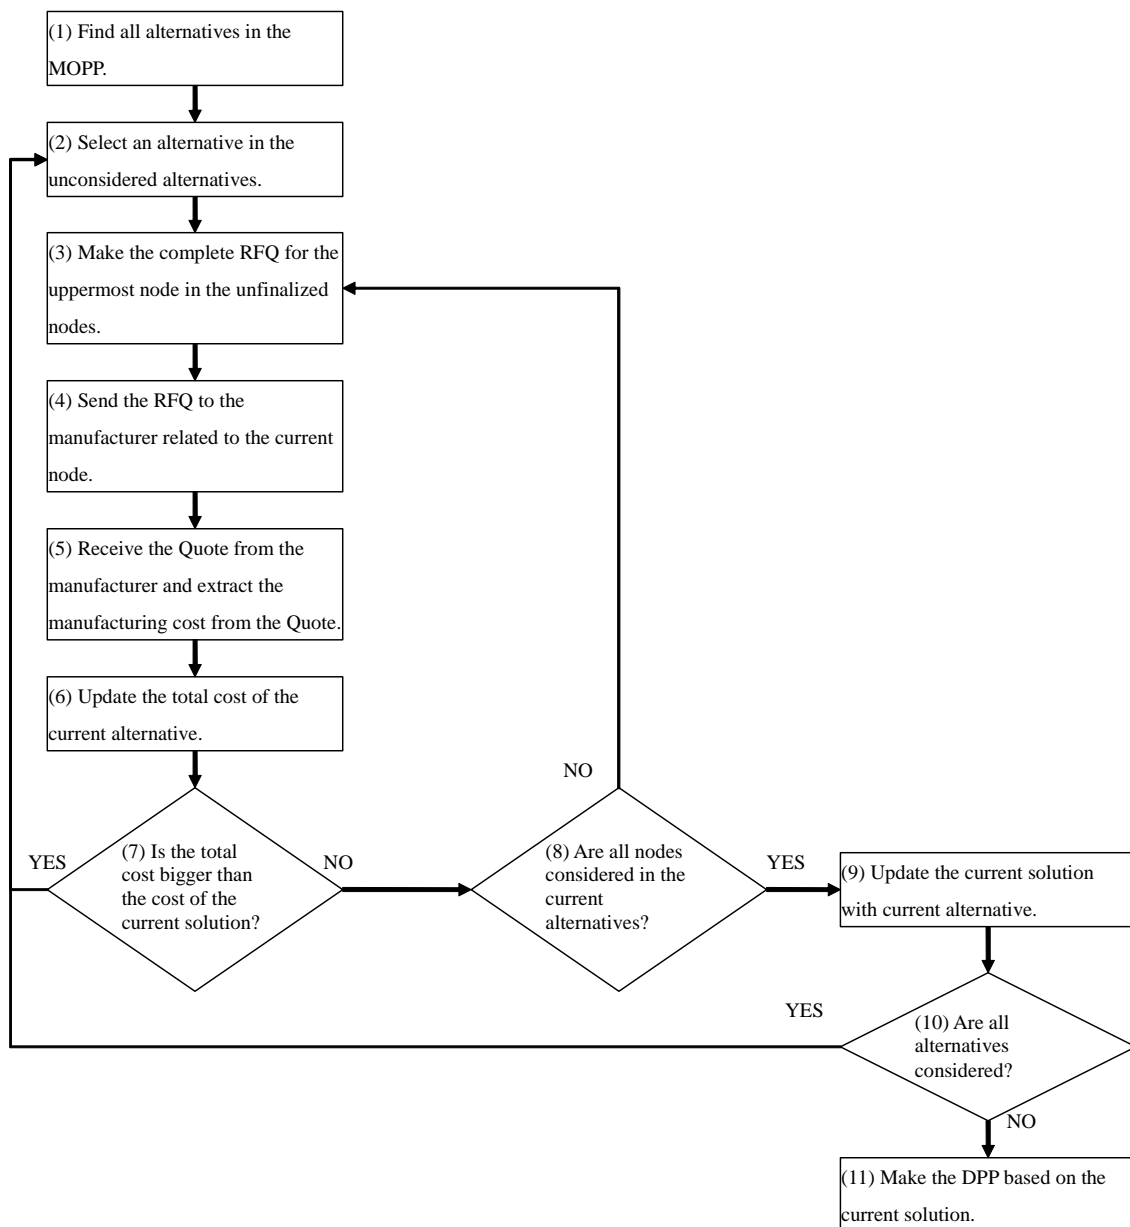 (1) Find all alternatives in the
MOPP.
(2) Select an alternative in the
unconsidered alternatives.
(3) Make the complete RFQ for the
uppermost node in the unfinalized
nodes.
(4) Send the RFQ to the
manufacturer related to the current
node.
(5) Receive the Quote from the
manufacturer and extract the
manufacturing cost from the Quote.
(6) Update the total cost of the
current alternative.
YES
(7) Is the total
cost bigger than
the cost of the
current solution?
NO
NO
(8) Are all nodes
considered in the
current
alternatives?
YES
(9) Update the current solution
with current alternative.
YES
(10) Are all
alternatives
considered?
NO
(11) Make the DPP based on the
current solution.